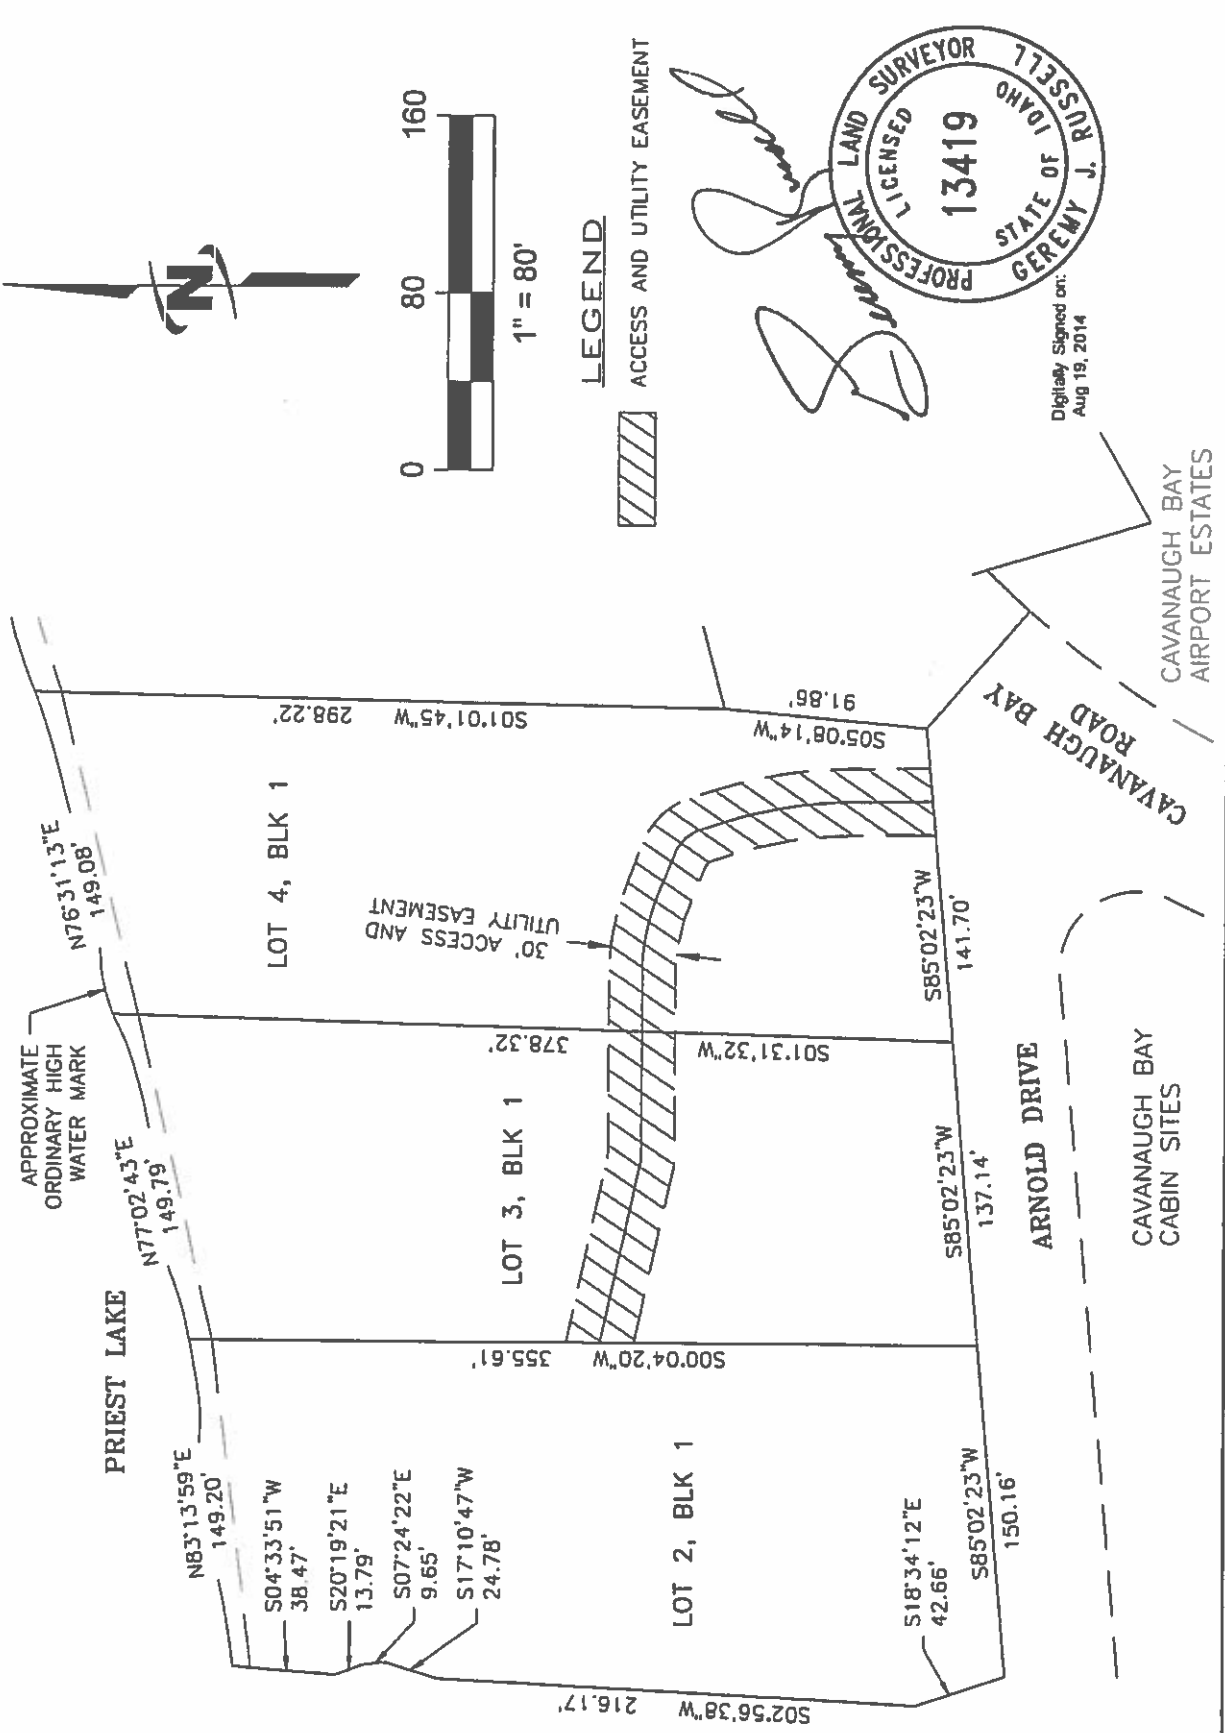 PRIEST LAKE
APPROXIMATE
ORDINARY HIGH
WATER MARK
N83°13'59"E
149.20'
N77°02'43"E
149.79'
N76°31'13"E
149.08'
S04°33'51"W
38.47'
S20°19'21"E
13.79'
S07°24'22"E
9.65'
S17°10'47"W
24.78'
S02°56'38"W 216.17'
S18°34'12"E
42.66'
LOT 2, BLK 1
S00°04'20"W 355.61'
LOT 3, BLK 1
S01°31'32"W 378.32'
LOT 4, BLK 1
30' ACCESS AND
UTILITY EASEMENT
S01°01'45"W 298.22'
S05°08'14"W
91.86'
S85°02'23"W
150.16'
S85°02'23"W
137.14'
S85°02'23"W
141.70'
ARNOLD DRIVE
CAVANAUGH BAY
ROAD
CAVANAUGH BAY
CABIN SITES
CAVANAUGH BAY
AIRPORT ESTATES
N
0 80 160
1" = 80'
LEGEND
ACCESS AND UTILITY EASEMENT
PROFESSIONAL LAND SURVEYOR
LICENSED
13419
STATE OF IDAHO
GEREMY J. RUSSELL
Digitally Signed on:
Aug 19, 2014